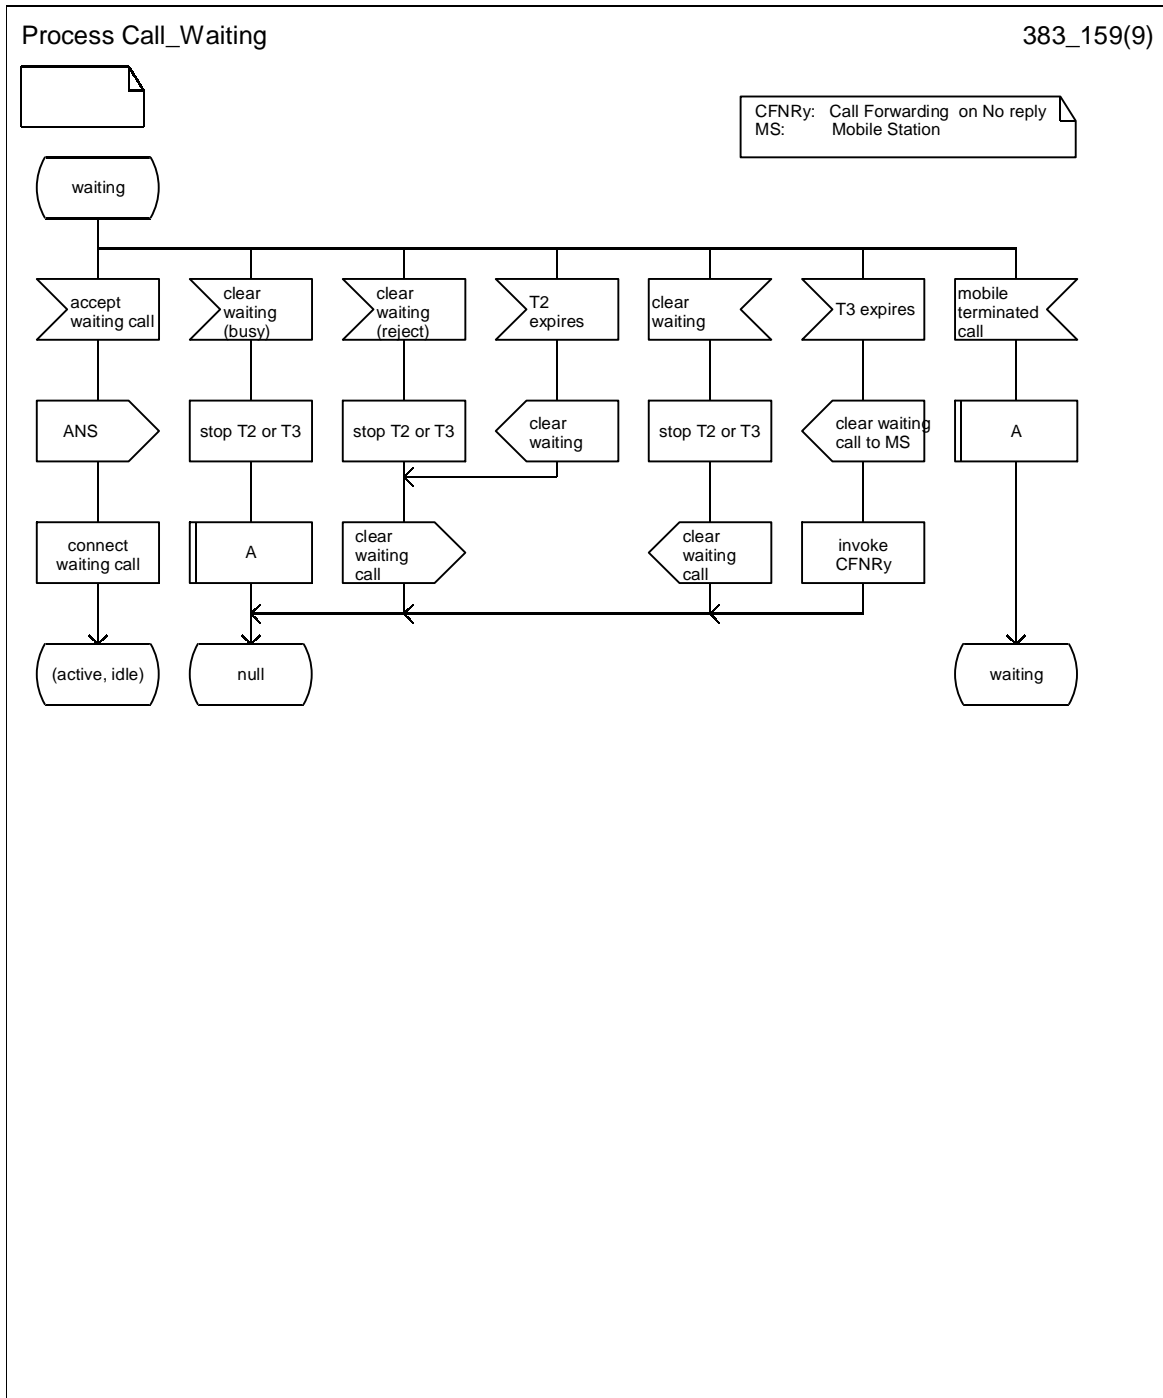 Process Call_Waiting
383_159(9)
CFNRy: Call Forwarding on No reply
MS: Mobile Station
waiting
accept
waiting call
clear
waiting
(busy)
clear
waiting
(reject)
T2
expires
clear
waiting
T3 expires
mobile
terminated
call
ANS
stop T2 or T3
stop T2 or T3
clear
waiting
stop T2 or T3
clear waiting
call to MS
A
connect
waiting call
A
clear
waiting
call
clear
waiting
call
invoke
CFNRy
(active, idle)
null
waiting